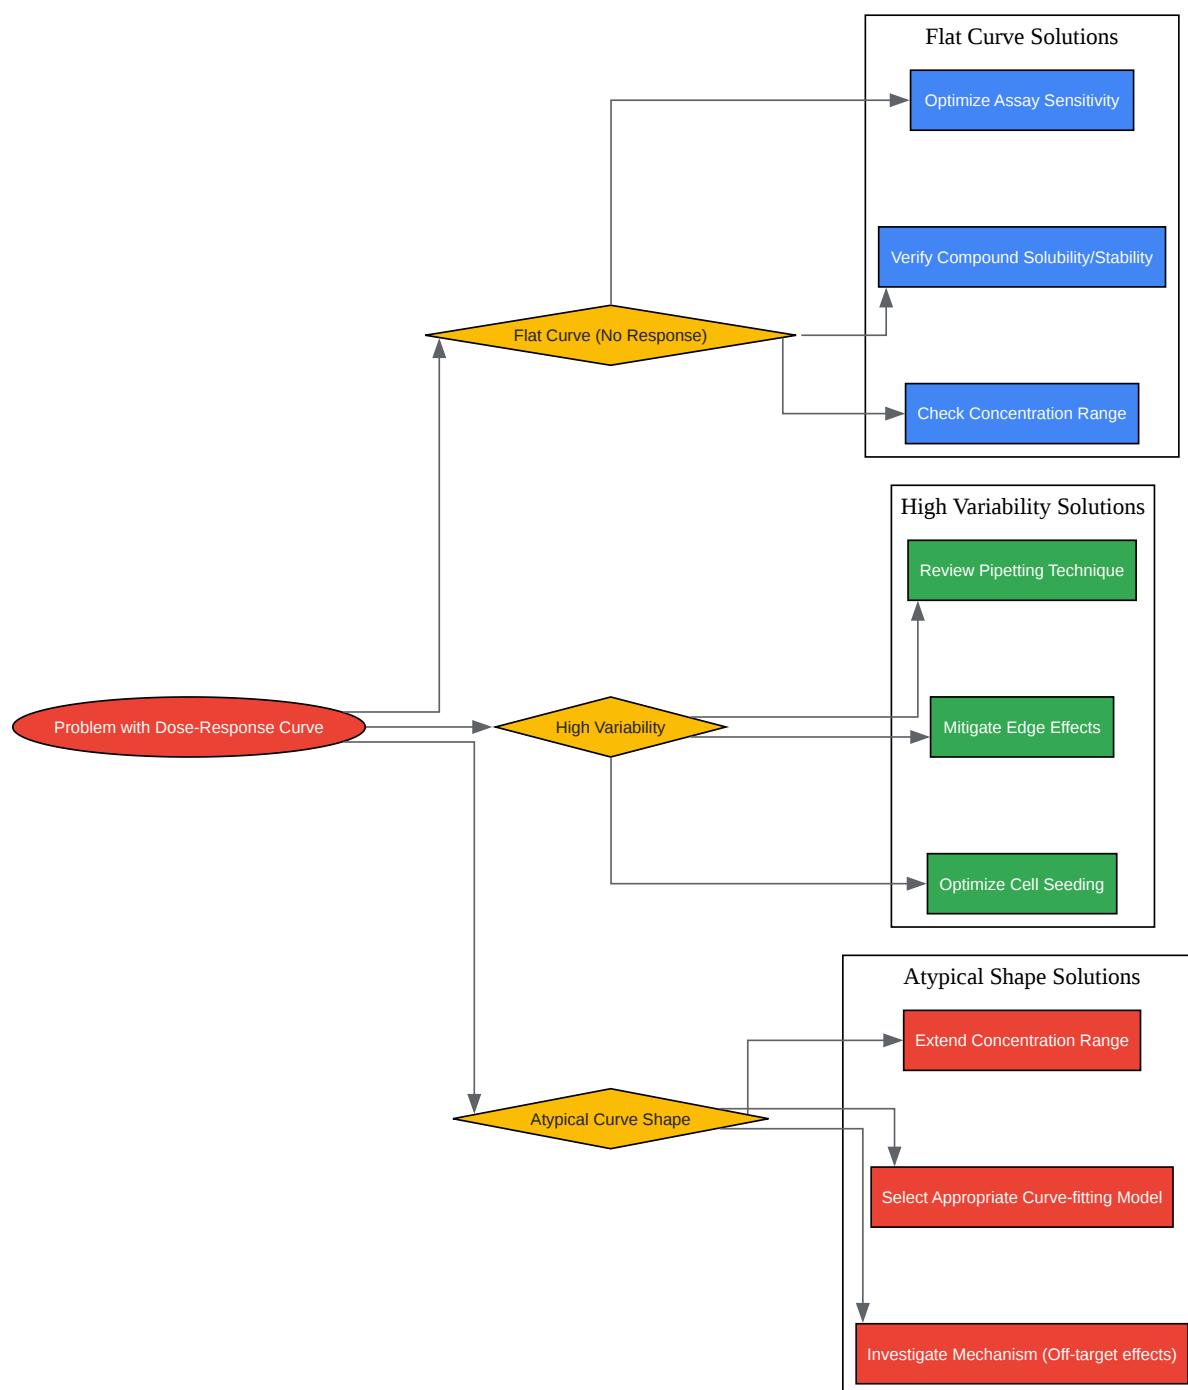 Flat Curve Solutions
Optimize Assay Sensitivity
Verify Compound Solubility/Stability
Flat Curve (No Response)
Check Concentration Range
High Variability Solutions
Review Pipetting Technique
Problem with Dose-Response Curve
High Variability
Mitigate Edge Effects
Optimize Cell Seeding
Atypical Shape Solutions
Extend Concentration Range
Atypical Curve Shape
Select Appropriate Curve-fitting Model
Investigate Mechanism (Off-target effects)